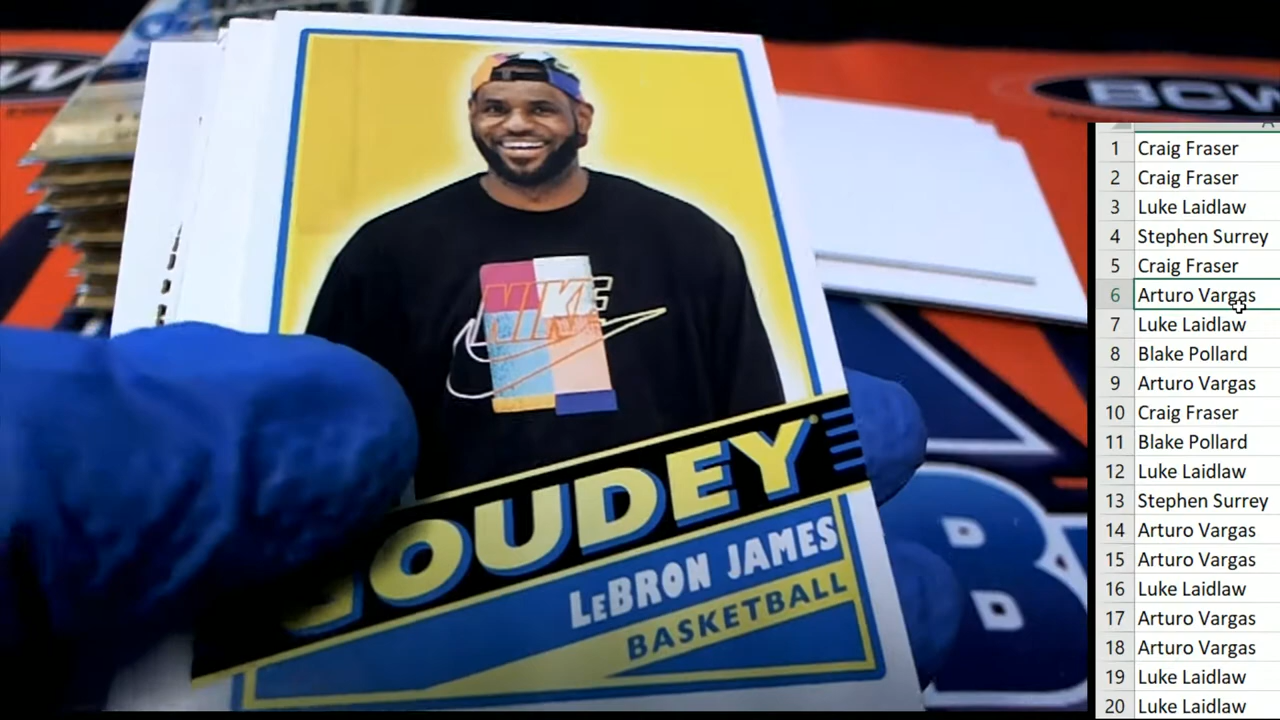 BCW
NIKE
OUDEY
LEBRON JAMES
BASKETBALL
A
1 Craig Fraser
2 Craig Fraser
3 Luke Laidlaw
4 Stephen Surrey
5 Craig Fraser
6 Arturo Vargas
7 Luke Laidlaw
8 Blake Pollard
9 Arturo Vargas
10 Craig Fraser
11 Blake Pollard
12 Luke Laidlaw
13 Stephen Surrey
14 Arturo Vargas
15 Arturo Vargas
16 Luke Laidlaw
17 Arturo Vargas
18 Arturo Vargas
19 Luke Laidlaw
20 Luke Laidlaw